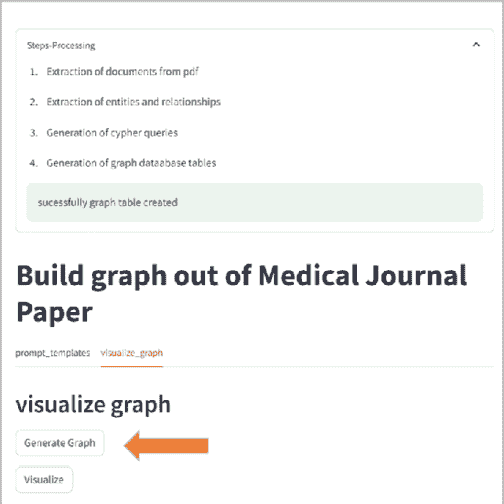 Steps-Processing
1. Extraction of documents from pdf
2. Extraction of entities and relationships
3. Generation of cypher queries
4. Generation of graph dataabase tables
sucessfully graph table created
Build graph out of Medical Journal
Paper
prompt_templates visualize_graph
visualize graph
Generate Graph
Visualize